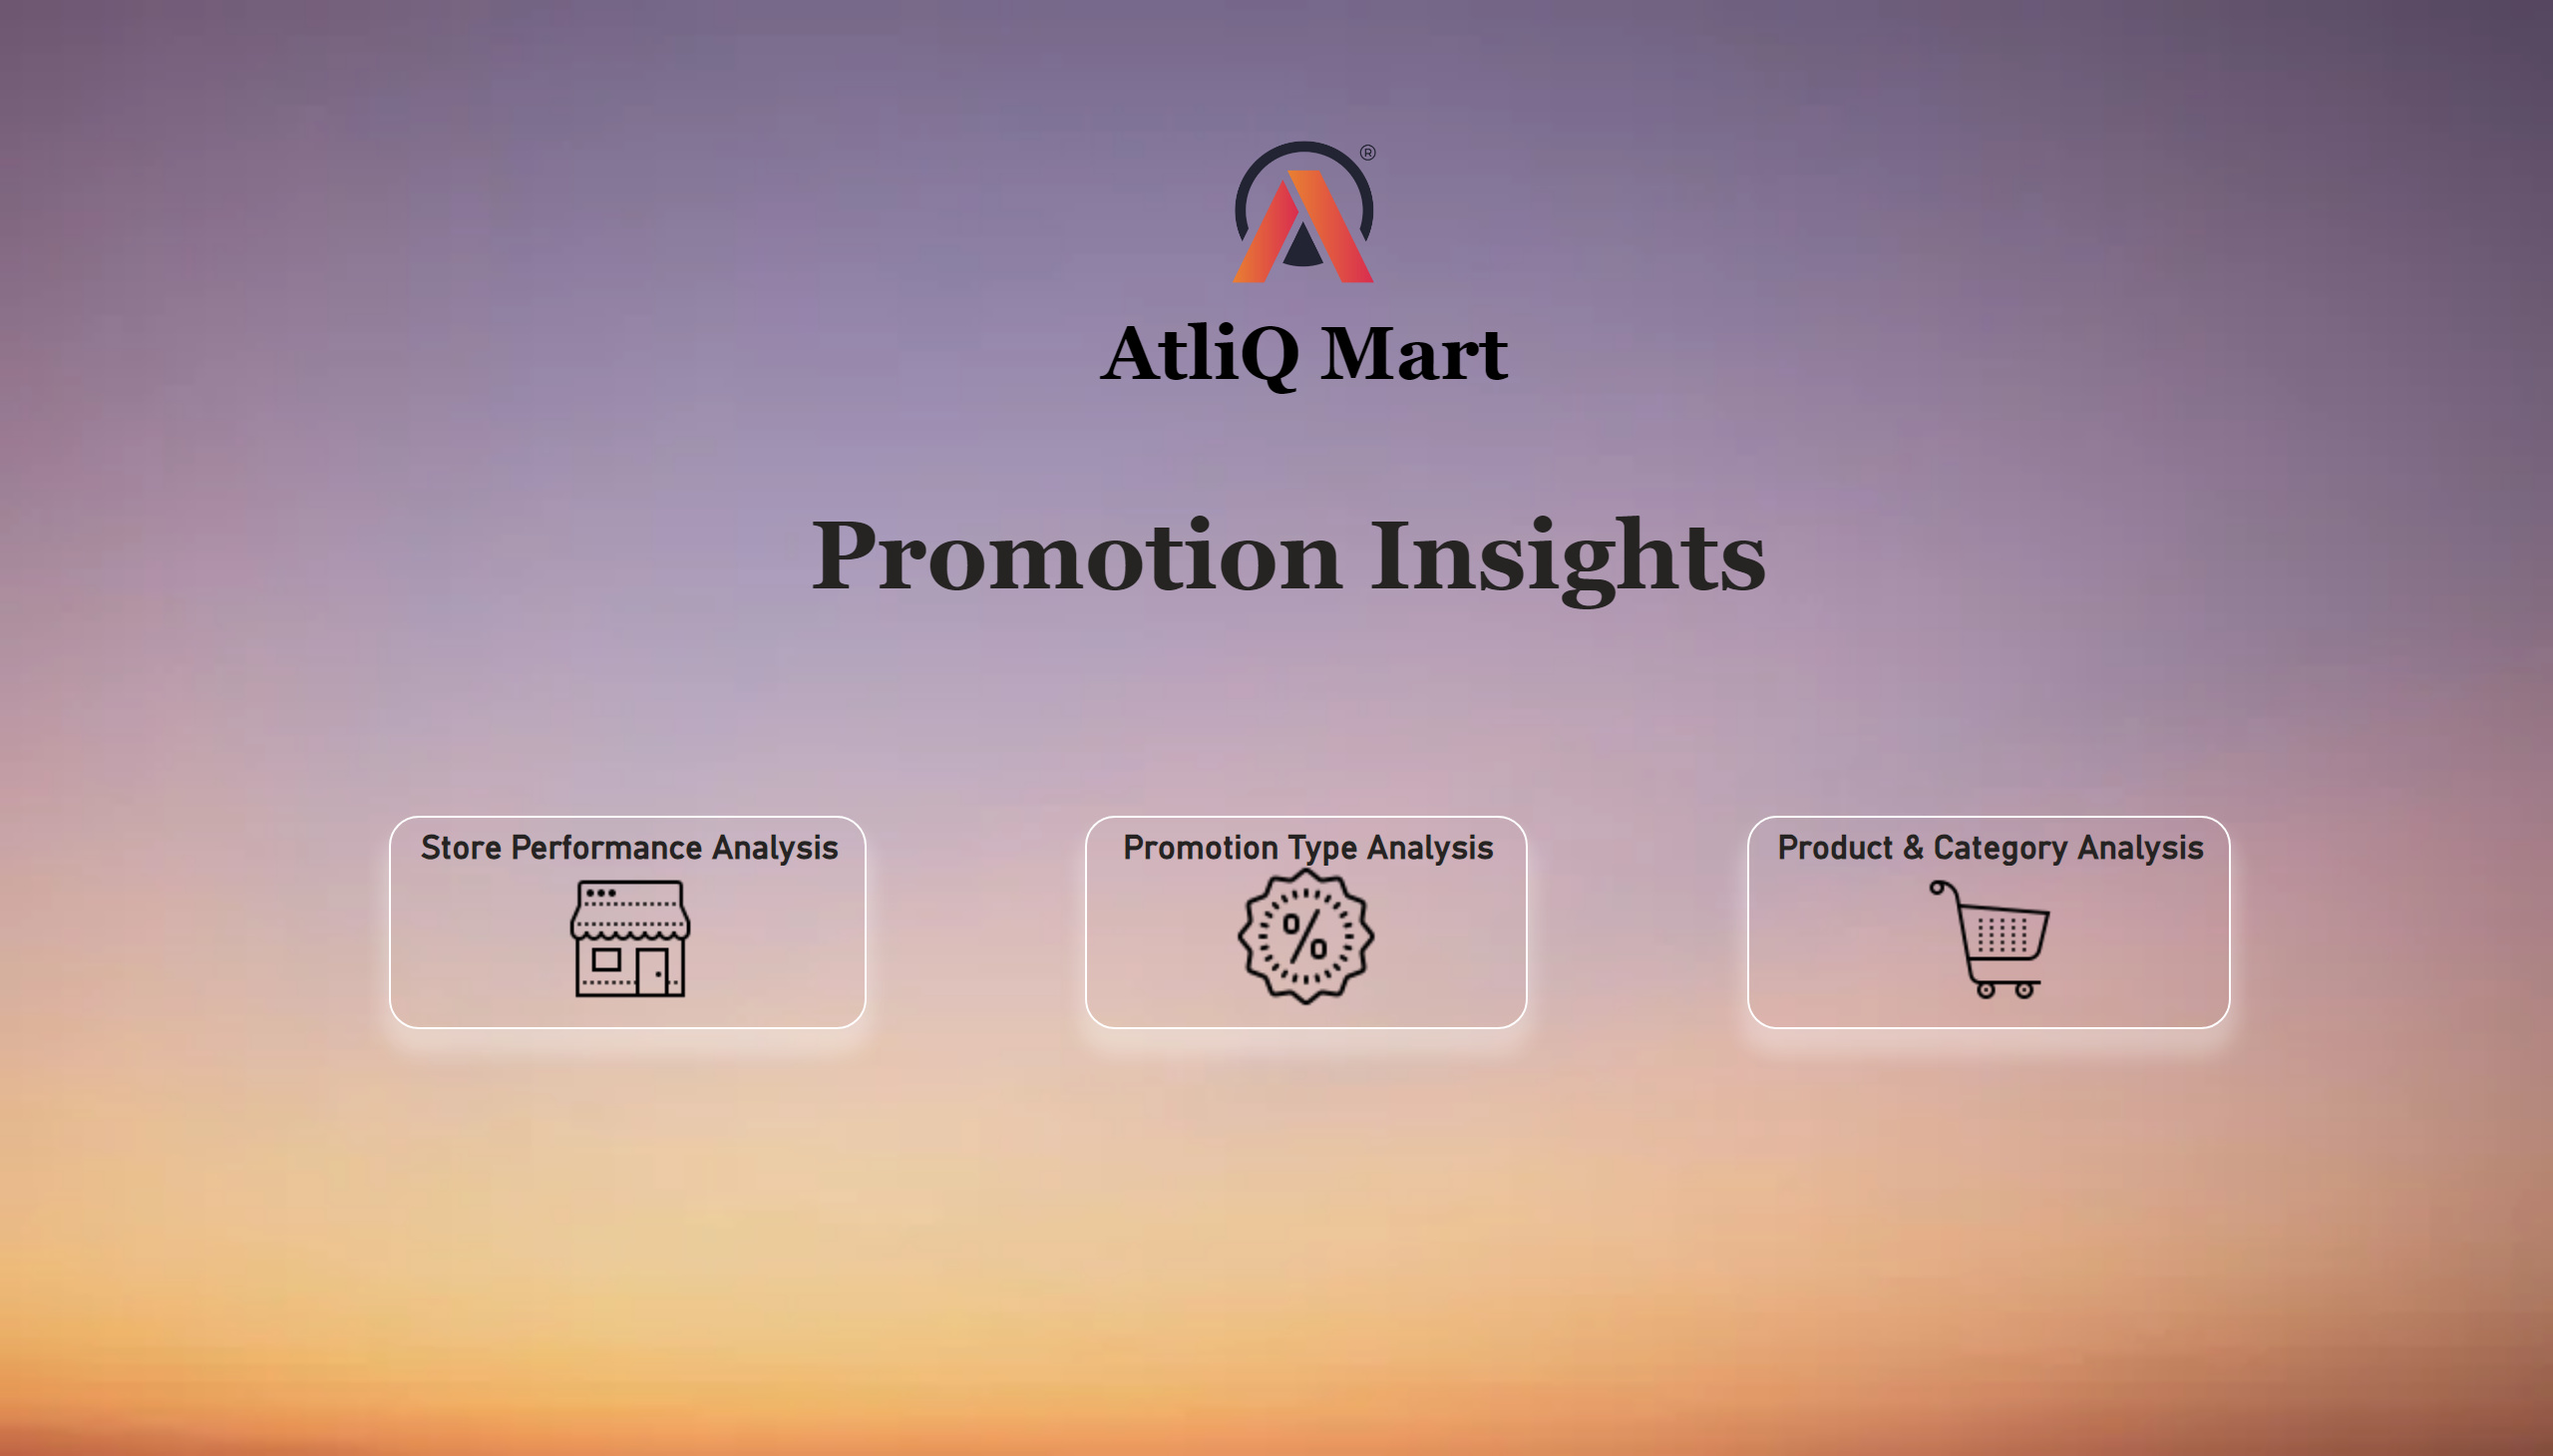 ®
AtliQ Mart
Promotion Insights
Store Performance Analysis
Promotion Type Analysis
%
Product & Category Analysis